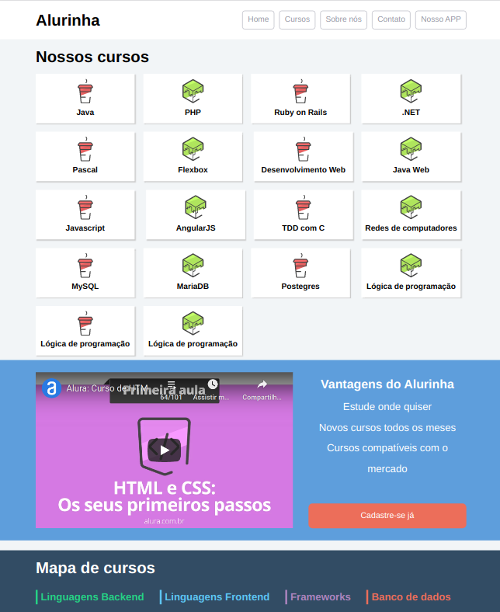 Alurinha
Home Cursos Sobre nós Contato Nosso APP
Nossos cursos
Java PHP Ruby on Rails .NET
Pascal Flexbox Desenvolvimento Web Java Web
Javascript AngularJS TDD com C Redes de computadores
MySQL MariaDB Postegres Lógica de programação
Lógica de programação Lógica de programação
Alura: Curso de HTM...
Primeira aula
64/101 Assistir m... Compartilh...
HTML e CSS:
Os seus primeiros passos
alura.com.br
Vantagens do Alurinha
Estude onde quiser
Novos cursos todos os meses
Cursos compatíveis com o
mercado
Cadastre-se já
Mapa de cursos
Linguagens Backend Linguagens Frontend Frameworks Banco de dados